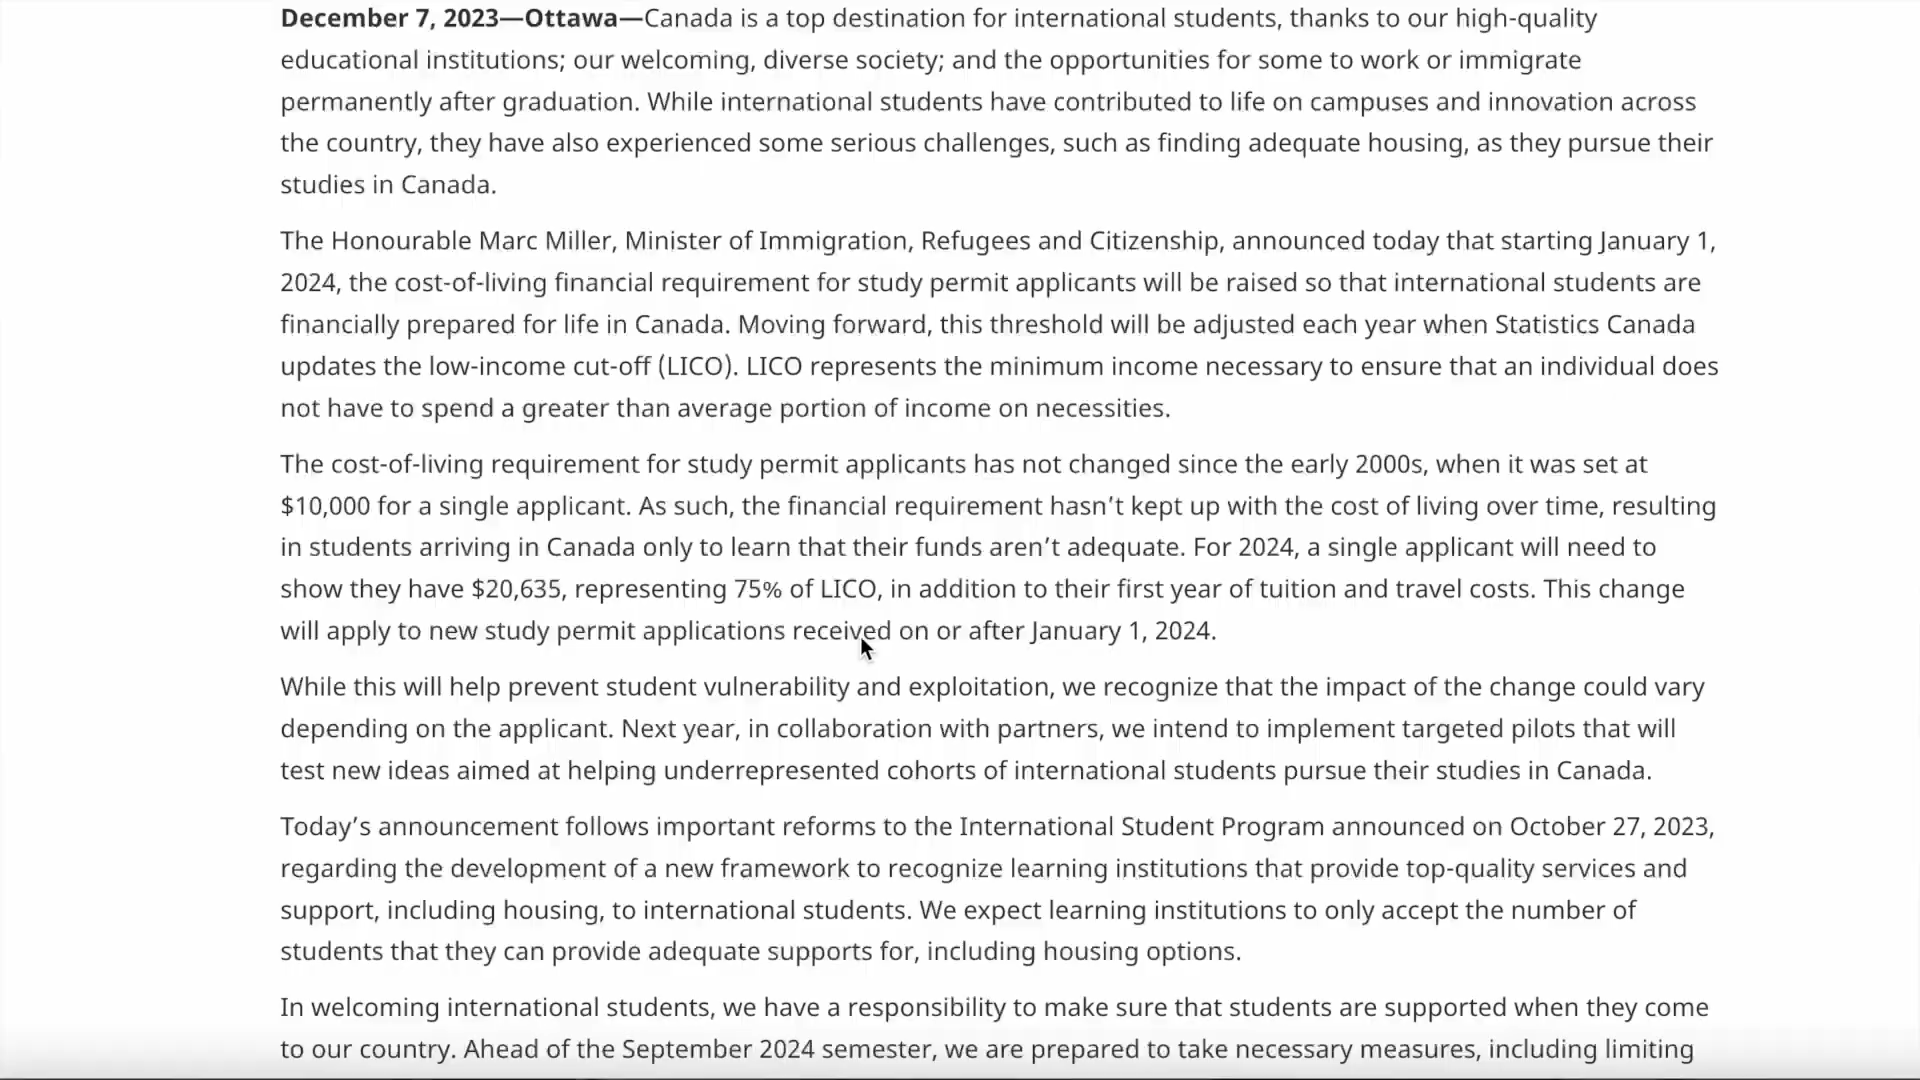 December 7, 2023—Ottawa—Canada is a top destination for international students, thanks to our high-quality
educational institutions; our welcoming, diverse society; and the opportunities for some to work or immigrate
permanently after graduation. While international students have contributed to life on campuses and innovation across
the country, they have also experienced some serious challenges, such as finding adequate housing, as they pursue their
studies in Canada.
The Honourable Marc Miller, Minister of Immigration, Refugees and Citizenship, announced today that starting January 1,
2024, the cost-of-living financial requirement for study permit applicants will be raised so that international students are
financially prepared for life in Canada. Moving forward, this threshold will be adjusted each year when Statistics Canada
updates the low-income cut-off (LICO). LICO represents the minimum income necessary to ensure that an individual does
not have to spend a greater than average portion of income on necessities.
The cost-of-living requirement for study permit applicants has not changed since the early 2000s, when it was set at
$10,000 for a single applicant. As such, the financial requirement hasn’t kept up with the cost of living over time, resulting
in students arriving in Canada only to learn that their funds aren’t adequate. For 2024, a single applicant will need to
show they have $20,635, representing 75% of LICO, in addition to their first year of tuition and travel costs. This change
will apply to new study permit applications received on or after January 1, 2024.
While this will help prevent student vulnerability and exploitation, we recognize that the impact of the change could vary
depending on the applicant. Next year, in collaboration with partners, we intend to implement targeted pilots that will
test new ideas aimed at helping underrepresented cohorts of international students pursue their studies in Canada.
Today’s announcement follows important reforms to the International Student Program announced on October 27, 2023,
regarding the development of a new framework to recognize learning institutions that provide top-quality services and
support, including housing, to international students. We expect learning institutions to only accept the number of
students that they can provide adequate supports for, including housing options.
In welcoming international students, we have a responsibility to make sure that students are supported when they come
to our country. Ahead of the September 2024 semester, we are prepared to take necessary measures, including limiting